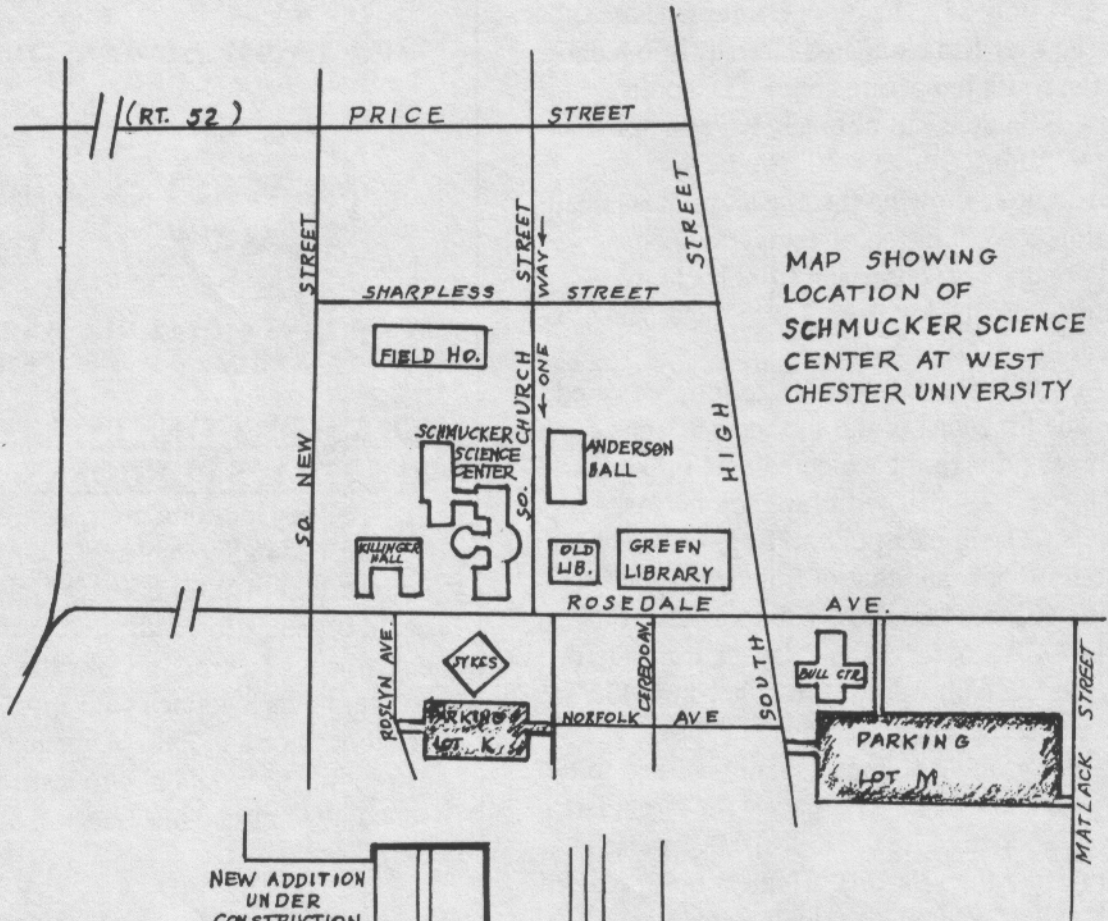 (RT. 52)
PRICE STREET
STREET
STREET
WAY
STREET
SHARPLESS STREET
MAP SHOWING
LOCATION OF
SCHMUCKER SCIENCE
CENTER AT WEST
CHESTER UNIVERSITY
FIELD HO.
ONE
SO. CHURCH
SCHMUCKER
SCIENCE
CENTER
ANDERSON
BALL
HIGH
SO NEW
KILLINGER
HALL
OLD
LIB.
GREEN
LIBRARY
ROSEDALE AVE.
ROSLYN AVE.
SYKES
CEREDO AV.
SOUTH
BULL CTR.
MATLACK STREET
PARKING
LOT K
NORFOLK AVE
PARKING
LOT M
NEW ADDITION
UNDER
CONSTRUCTION